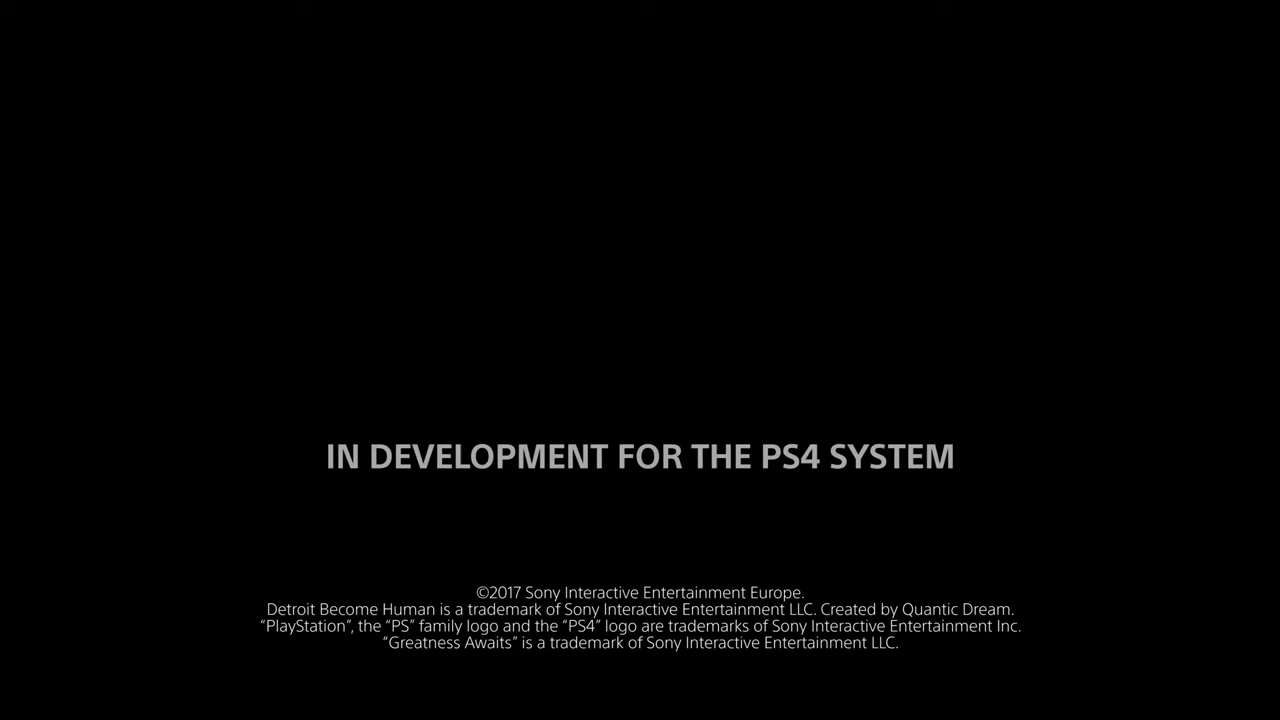 IN DEVELOPMENT FOR THE PS4 SYSTEM
©2017 Sony Interactive Entertainment Europe.
Detroit Become Human is a trademark of Sony Interactive Entertainment LLC. Created by Quantic Dream.
“PlayStation”, the “PS” family logo and the “PS4” logo are trademarks of Sony Interactive Entertainment Inc.
“Greatness Awaits” is a trademark of Sony Interactive Entertainment LLC.